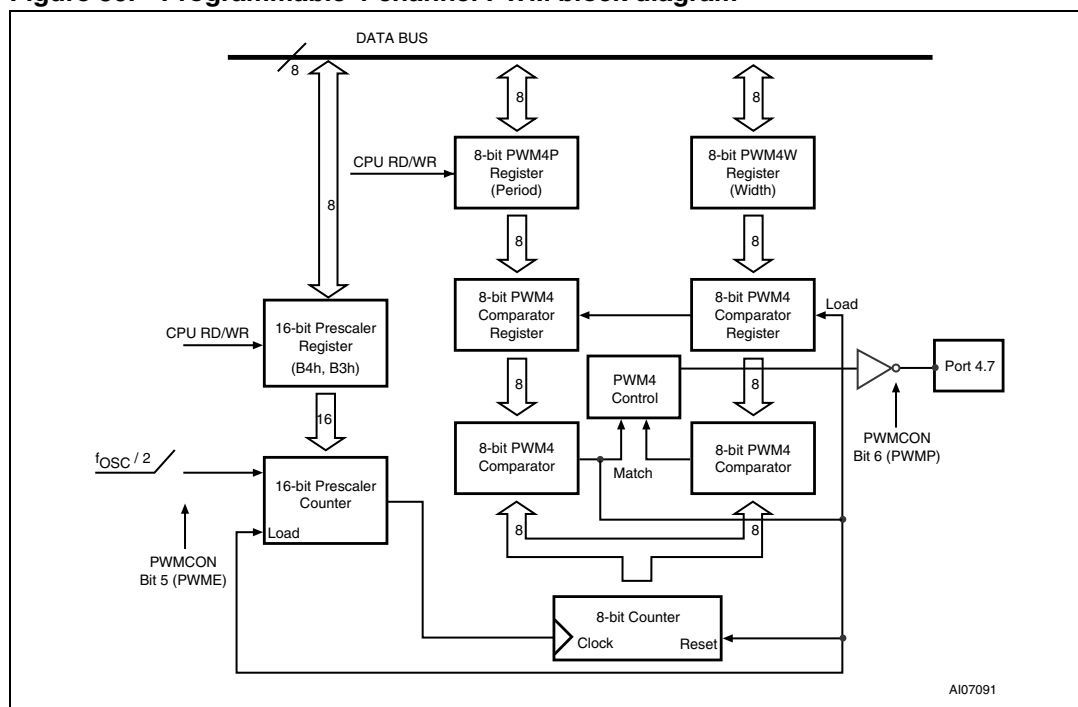 Figure Programmable 4-channel PWM block diagram
DATA BUS
8
8
8
8
CPU RD/WR
8-bit PWM4P
Register
(Period)
8-bit PWM4W
Register
(Width)
8
8
CPU RD/WR
16-bit Prescaler
Register
(B4h, B3h)
8-bit PWM4
Comparator
Register
8-bit PWM4
Comparator
Register
Load
Port 4.7
PWM4
Control
8
8
16
PWMCON
Bit 6 (PWMP)
fOSC / 2
16-bit Prescaler
Counter
Load
8-bit PWM4
Comparator
Match
8-bit PWM4
Comparator
8
8
PWMCON
Bit 5 (PWME)
8-bit Counter
Clock
Reset
AI07091